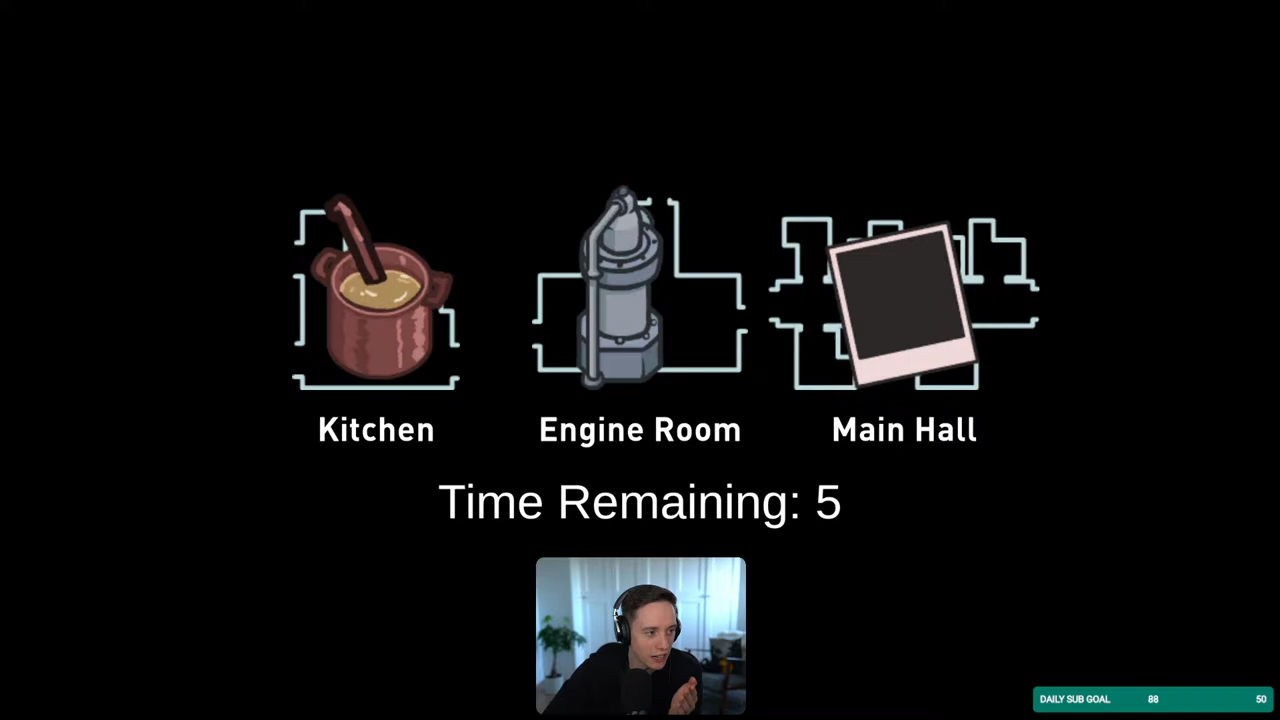 Kitchen
Engine Room
Main Hall
Time Remaining: 5
DAILY SUB GOAL 88 50